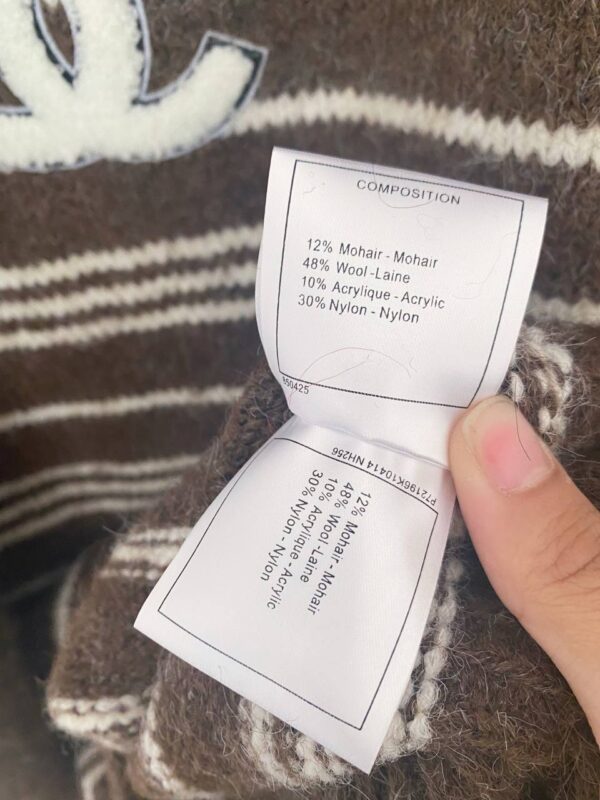 COMPOSITION
12% Mohair - Mohair
48% Wool -Laine
10% Acrylique - Acrylic
30% Nylon - Nylon
650425
P72196K10414 NH256
12% Mohair - Mohair
48% Wool -Laine
10% Acrylique - Acrylic
30% Nylon - Nylon